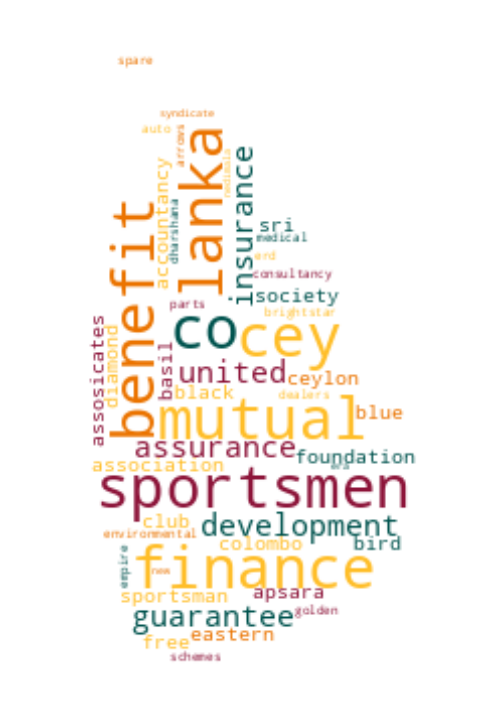 spare
syndicate
auto
arrows
lanka
accountancy
insurance
dharshana
benefit
sri
medical
erd
consultancy
society
parts
brightstar
co
cey
assosicates
diamond
basil
united
ceylon
black
dealers
mutual
blue
assurance
foundation
association
sportsmen
club
development
environmental
colombo
bird
empire
finance
new
sportsman
apsara
golden
guarantee
eastern
free
schemes